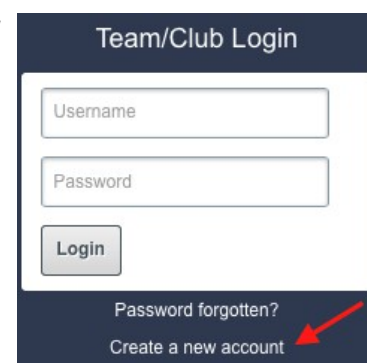 Team/Club Login
Username
Password
Login
Password forgotten?
Create a new account